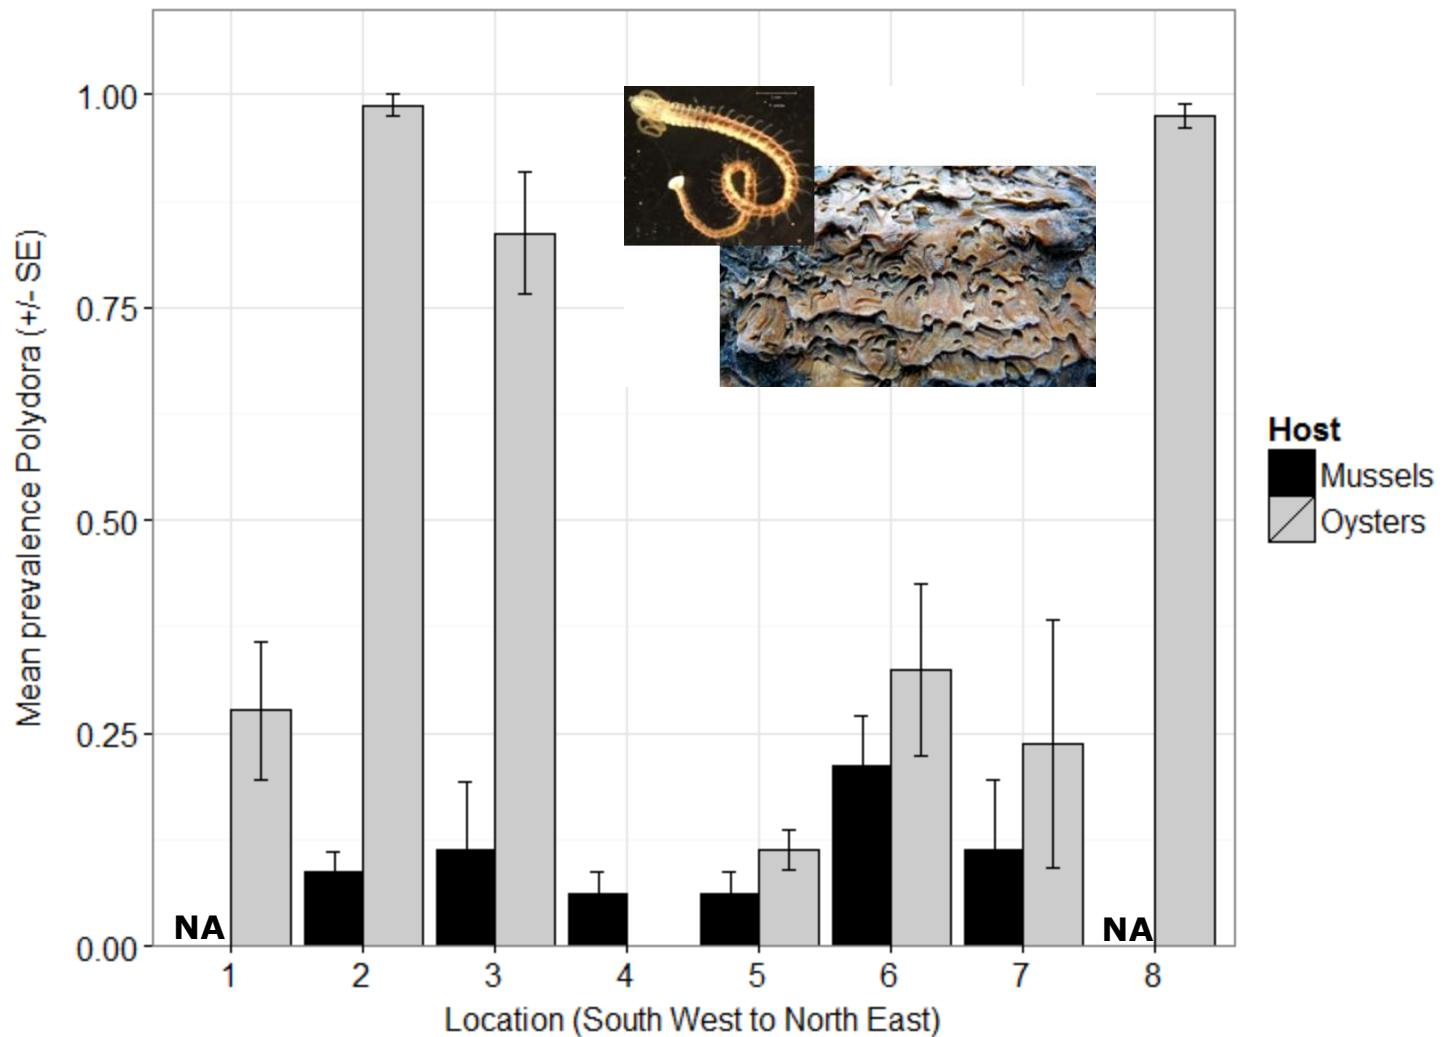 Mean prevalence Polydora (+/- SE)
1.00
0.75
0.50
0.25
0.00
NA
NA
1
2
3
4
5
6
7
8
Location (South West to North East)
Host
Mussels
Oysters